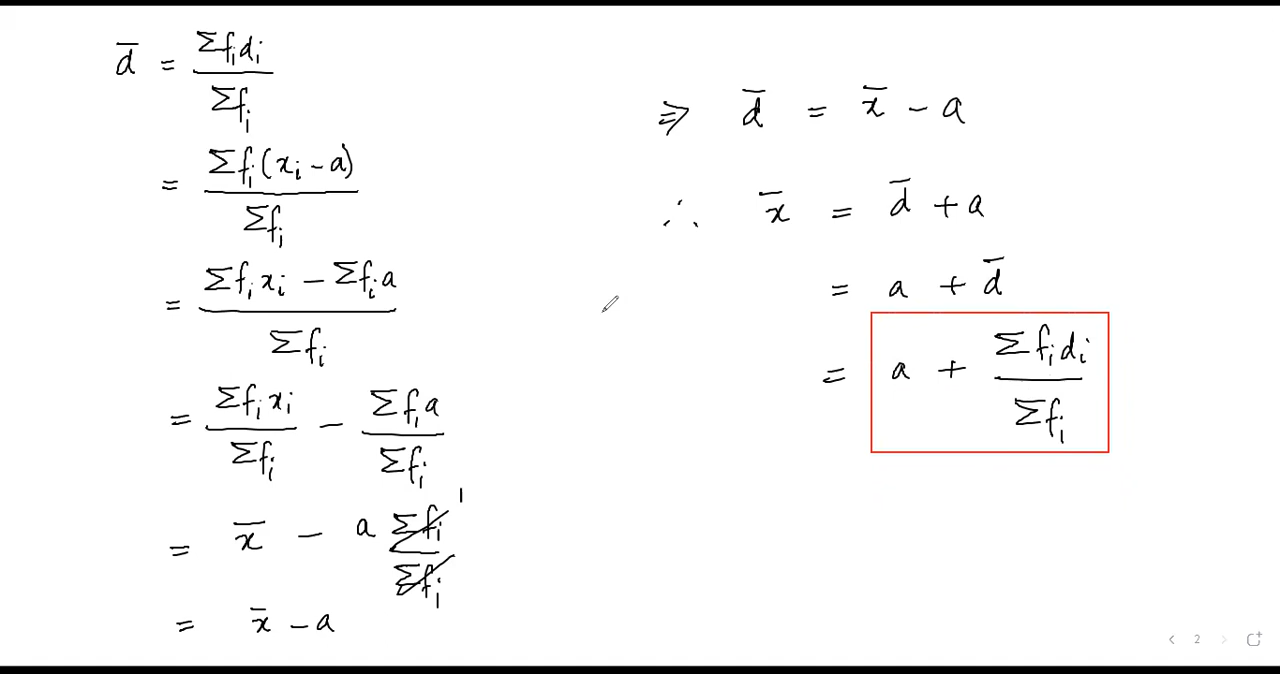 d̄ = Σfᵢdᵢ / Σfᵢ
= Σfᵢ(xᵢ − a) / Σfᵢ
= (Σfᵢxᵢ − Σfᵢa) / Σfᵢ
= Σfᵢxᵢ / Σfᵢ − Σfᵢa / Σfᵢ
= x̄ − a Σfᵢ / Σfᵢ 1
= x̄ − a
⇒ d̄ = x̄ − a
∴ x̄ = d̄ + a
= a + d̄
= a + Σfᵢdᵢ / Σfᵢ
< 2 >